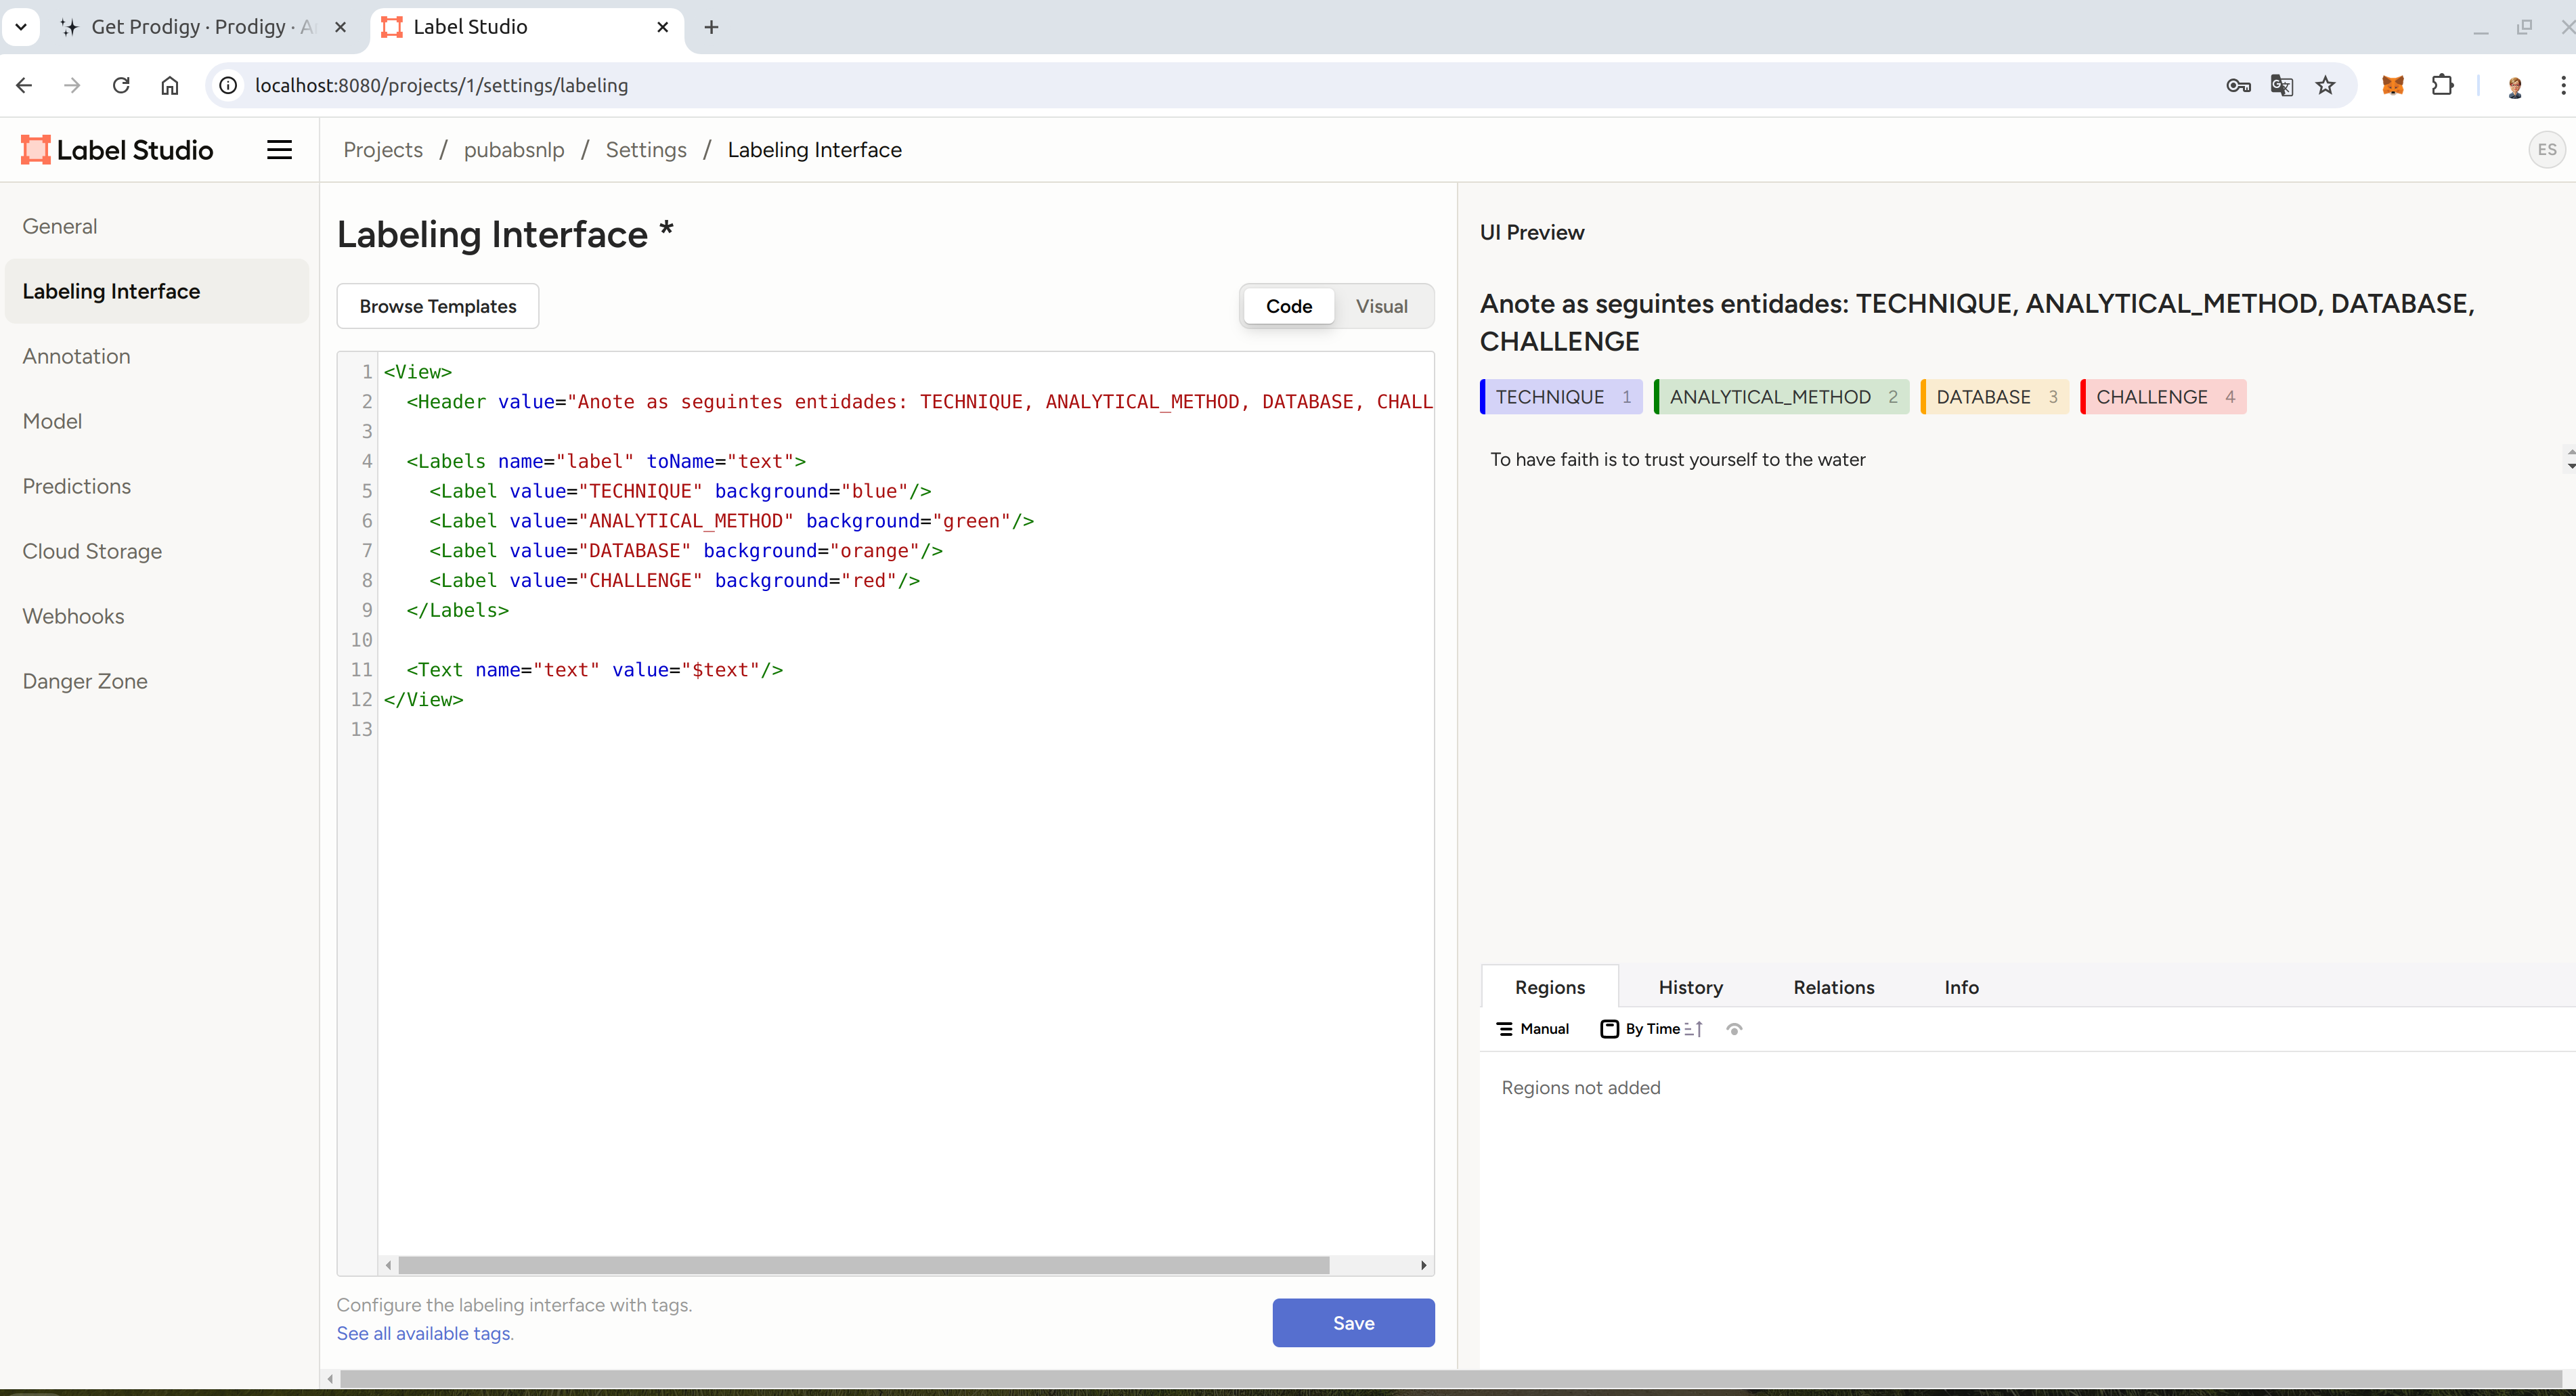 Get Prodigy · Prodigy · A
Label Studio
localhost:8080/projects/1/settings/labeling
Label Studio
Projects / pubabsnlp / Settings / Labeling Interface
ES
General
Labeling Interface
Annotation
Model
Predictions
Cloud Storage
Webhooks
Danger Zone
Labeling Interface *
Browse Templates
Code Visual
1 <View>
2 <Header value="Anote as seguintes entidades: TECHNIQUE, ANALYTICAL_METHOD, DATABASE, CHALL
3
4 <Labels name="label" toName="text">
5 <Label value="TECHNIQUE" background="blue"/>
6 <Label value="ANALYTICAL_METHOD" background="green"/>
7 <Label value="DATABASE" background="orange"/>
8 <Label value="CHALLENGE" background="red"/>
9 </Labels>
10
11 <Text name="text" value="$text"/>
12 </View>
13
Configure the labeling interface with tags.
See all available tags.
Save
UI Preview
Anote as seguintes entidades: TECHNIQUE, ANALYTICAL_METHOD, DATABASE,
CHALLENGE
TECHNIQUE 1 ANALYTICAL_METHOD 2 DATABASE 3 CHALLENGE 4
To have faith is to trust yourself to the water
Regions History Relations Info
Manual By Time
Regions not added